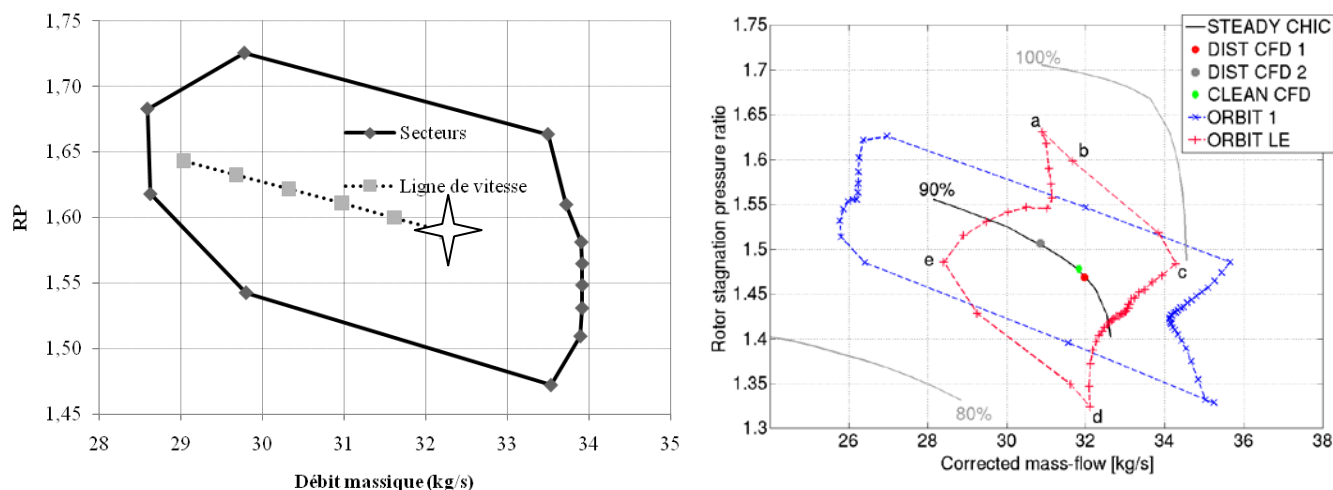 1,75
1,70
1,65
1,60
1,55
1,50
1,45
RP
Secteurs
Ligne de vitesse
28 29 30 31 32 33 34 35
Débit massique (kg/s)
1.7
1.65
1.6
1.55
1.5
1.45
1.4
1.35
1.3
Rotor stagnation pressure ratio
STEADY CHIC
DIST CFD 1
DIST CFD 2
CLEAN CFD
ORBIT 1
ORBIT LE
100%
a
b
90%
e
c
d
80%
26 28 30 32 34 36 38
Corrected mass-flow [kg/s]